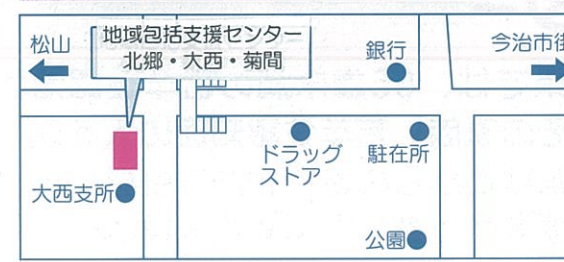 松山
地域包括支援センター
北郷・大西・菊間
銀行
今治市街
ドラッグ
ストア
駐在所
大西支所
公園